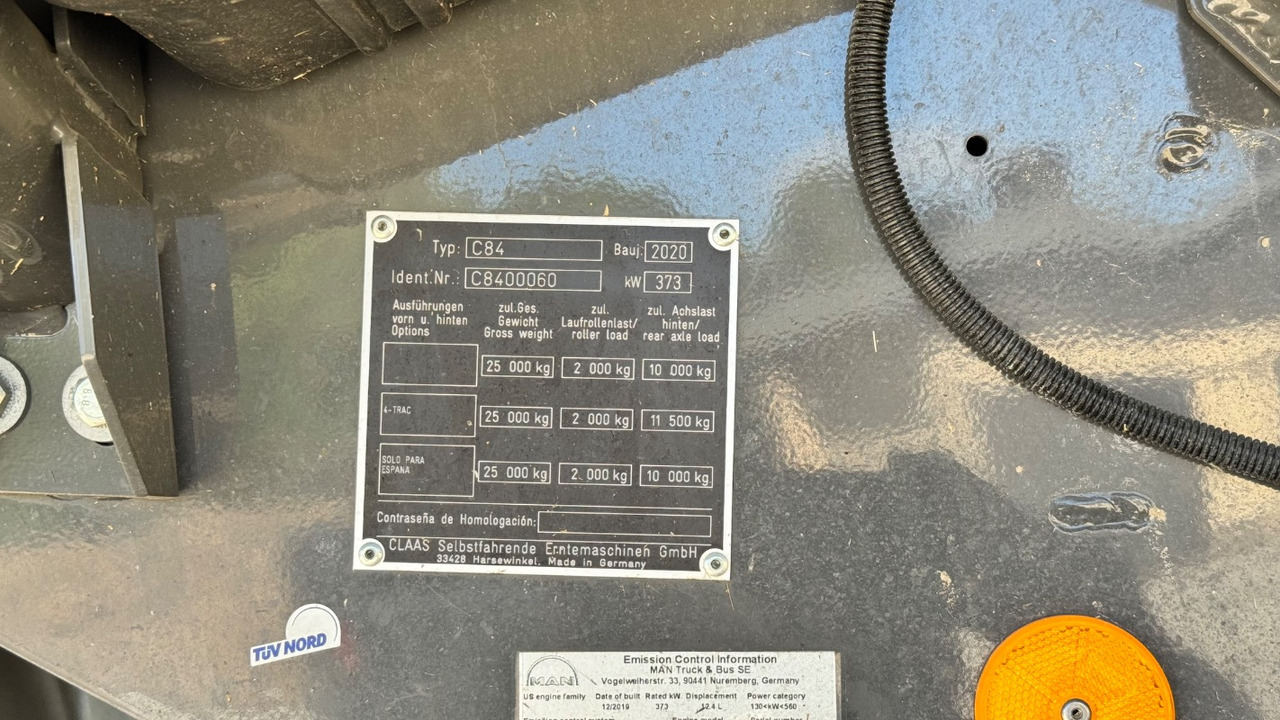 Typ: C84 Bauj. 2020
Ident.Nr.: C8400060 kW 373
Ausführungen
vorn u. hinten
Options
zul.Ges.
Gewicht
Gross weight
zul.
Laufrollenlast/
roller load
zul. Achslast
hinten/
rear axle load
25 000 kg 2 000 kg 10 000 kg
4-TRAC 25 000 kg 2 000 kg 11 500 kg
SOLO PARA
ESPANA
25 000 kg 2 000 kg 10 000 kg
Contraseña de Homologación:
CLAAS Selbstfahrende Erntemaschinen GmbH
33428 Harsewinkel, Made in Germany
TÜV NORD
MAN
Emission Control Information
MAN Truck & Bus SE
Vogelweiherstr. 33, 90441 Nuremberg, Germany
US engine family Date of built Rated kW Displacement Power category
12/2019 373 12.4 L 130<kW<560
8.8